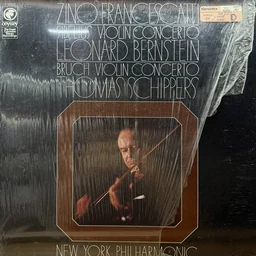 ZINO FRANCESCATTI
VIOLIN CONCERTO
LEONARD BERNSTEIN
BRUCH VIOLIN CONCERTO
THOMAS SCHIPPERS
NEW YORK PHILHARMONIC